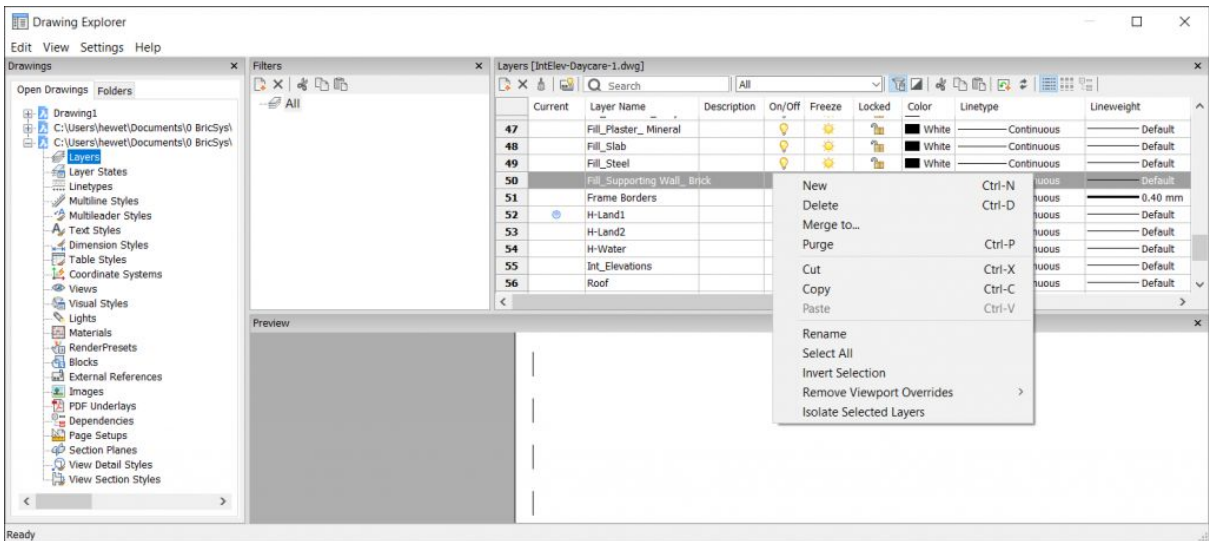 Drawing Explorer
Edit View Settings Help
Drawings
Open Drawings Folders
Drawing1
C:\Users\hewet\Documents\0 BricSys\
C:\Users\hewet\Documents\0 BricSys\
Layers
Layer States
Linetypes
Multiline Styles
Multileader Styles
Text Styles
Dimension Styles
Table Styles
Coordinate Systems
Views
Visual Styles
Lights
Materials
RenderPresets
Blocks
External References
Images
PDF Underlays
Dependencies
Page Setups
Section Planes
View Detail Styles
View Section Styles
Filters
All
Layers [IntElev-Daycare-1.dwg]
Search All
Current Layer Name Description On/Off Freeze Locked Color Linetype Lineweight
47 Fill_Plaster_ Mineral White Continuous Default
48 Fill_Slab White Continuous Default
49 Fill_Steel White Continuous Default
50 Fill_Supporting Wall_ Brick Default
51 Frame Borders 0.40 mm
52 H-Land1 Default
53 H-Land2 Default
54 H-Water Default
55 Int_Elevations Default
56 Roof Default
New Ctrl-N
Delete Ctrl-D
Merge to...
Purge Ctrl-P
Cut Ctrl-X
Copy Ctrl-C
Paste Ctrl-V
Rename
Select All
Invert Selection
Remove Viewport Overrides
Isolate Selected Layers
Preview
Ready